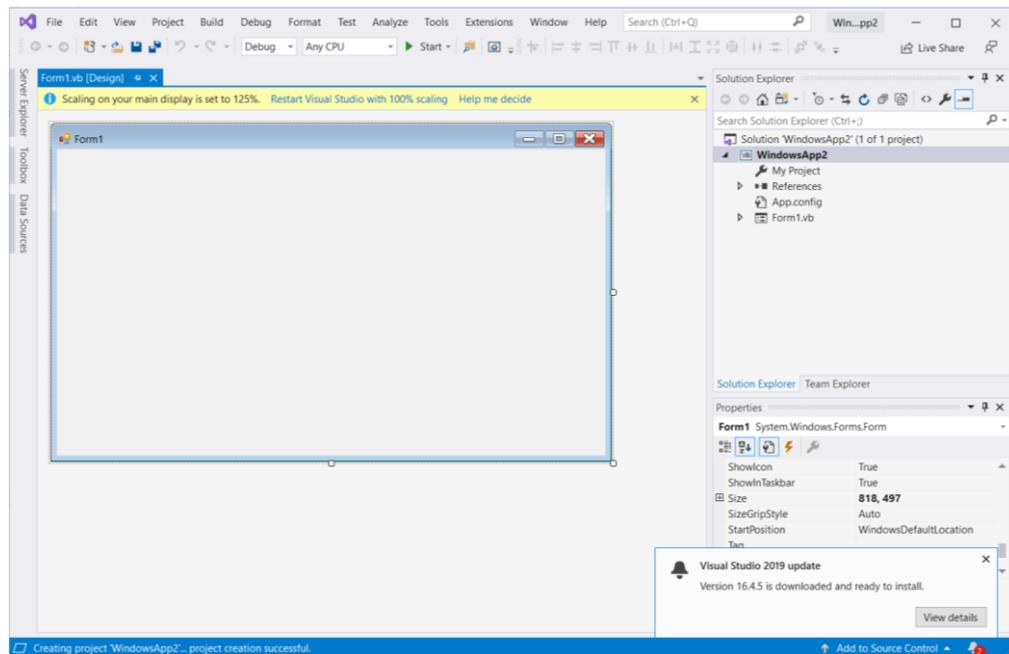 File Edit View Project Build Debug Format Test Analyze Tools Extensions Window Help Search (Ctrl+Q) Win...pp2
Debug Any CPU Start Live Share
Server Explorer
Toolbox
Data Sources
Form1.vb [Design]
Scaling on your main display is set to 125%. Restart Visual Studio with 100% scaling Help me decide
Form1
Solution Explorer
Search Solution Explorer (Ctrl+;)
Solution 'WindowsApp2' (1 of 1 project)
WindowsApp2
My Project
References
App.config
Form1.vb
Solution Explorer Team Explorer
Properties
Form1 System.Windows.Forms.Form
ShowIcon True
ShowInTaskbar True
Size 818, 497
SizeGripStyle Auto
StartPosition WindowsDefaultLocation
Tag
Visual Studio 2019 update
Version 16.4.5 is downloaded and ready to install.
View details
Creating project 'WindowsApp2'... project creation successful. Add to Source Control 2